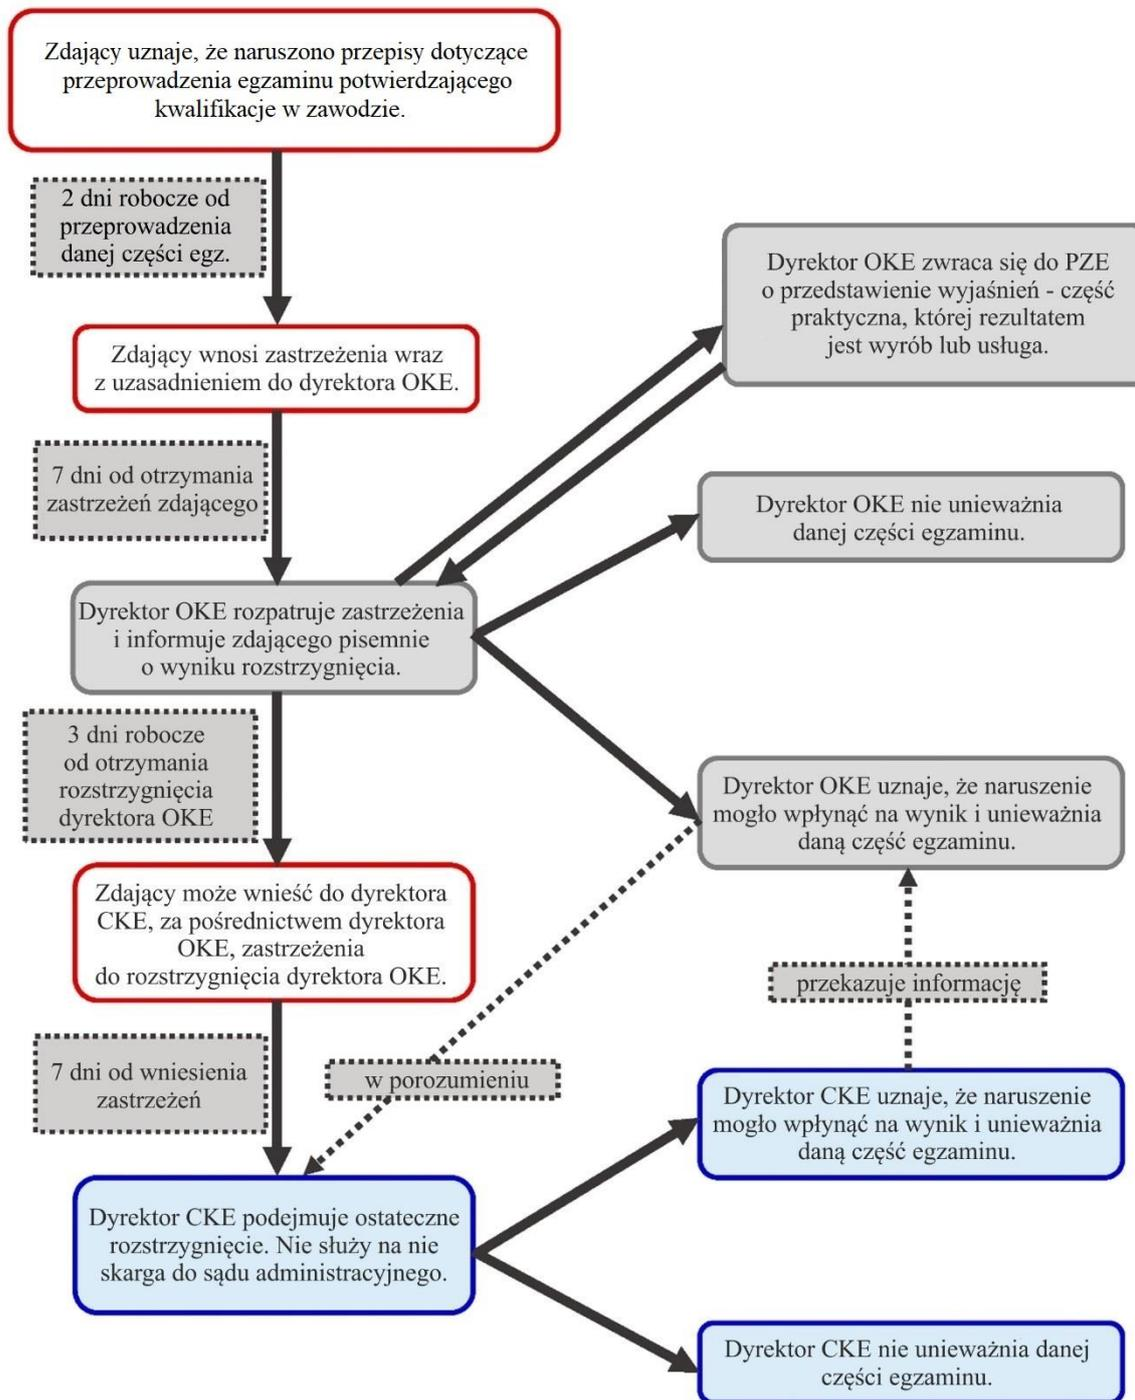 Zdający uznaje, że naruszono przepisy dotyczące
przeprowadzenia egzaminu potwierdzającego
kwalifikacje w zawodzie.
2 dni robocze od
przeprowadzenia
danej części egz.
Dyrektor OKE zwraca się do PZE
o przedstawienie wyjaśnień - część
praktyczna, której rezultatem
jest wyrób lub usługa.
Zdający wnosi zastrzeżenia wraz
z uzasadnieniem do dyrektora OKE.
7 dni od otrzymania
zastrzeżeń zdającego
Dyrektor OKE nie unieważnia
danej części egzaminu.
Dyrektor OKE rozpatruje zastrzeżenia
i informuje zdającego pisemnie
o wyniku rozstrzygnięcia.
3 dni robocze
od otrzymania
rozstrzygnięcia
dyrektora OKE
Dyrektor OKE uznaje, że naruszenie
mogło wpłynąć na wynik i unieważnia
daną część egzaminu.
Zdający może wnieść do dyrektora
CKE, za pośrednictwem dyrektora
OKE, zastrzeżenia
do rozstrzygnięcia dyrektora OKE.
przekazuje informację
7 dni od wniesienia
zastrzeżeń
w porozumieniu
Dyrektor CKE uznaje, że naruszenie
mogło wpłynąć na wynik i unieważnia
daną część egzaminu.
Dyrektor CKE podejmuje ostateczne
rozstrzygnięcie. Nie służy na nie
skarga do sądu administracyjnego.
Dyrektor CKE nie unieważnia danej
części egzaminu.